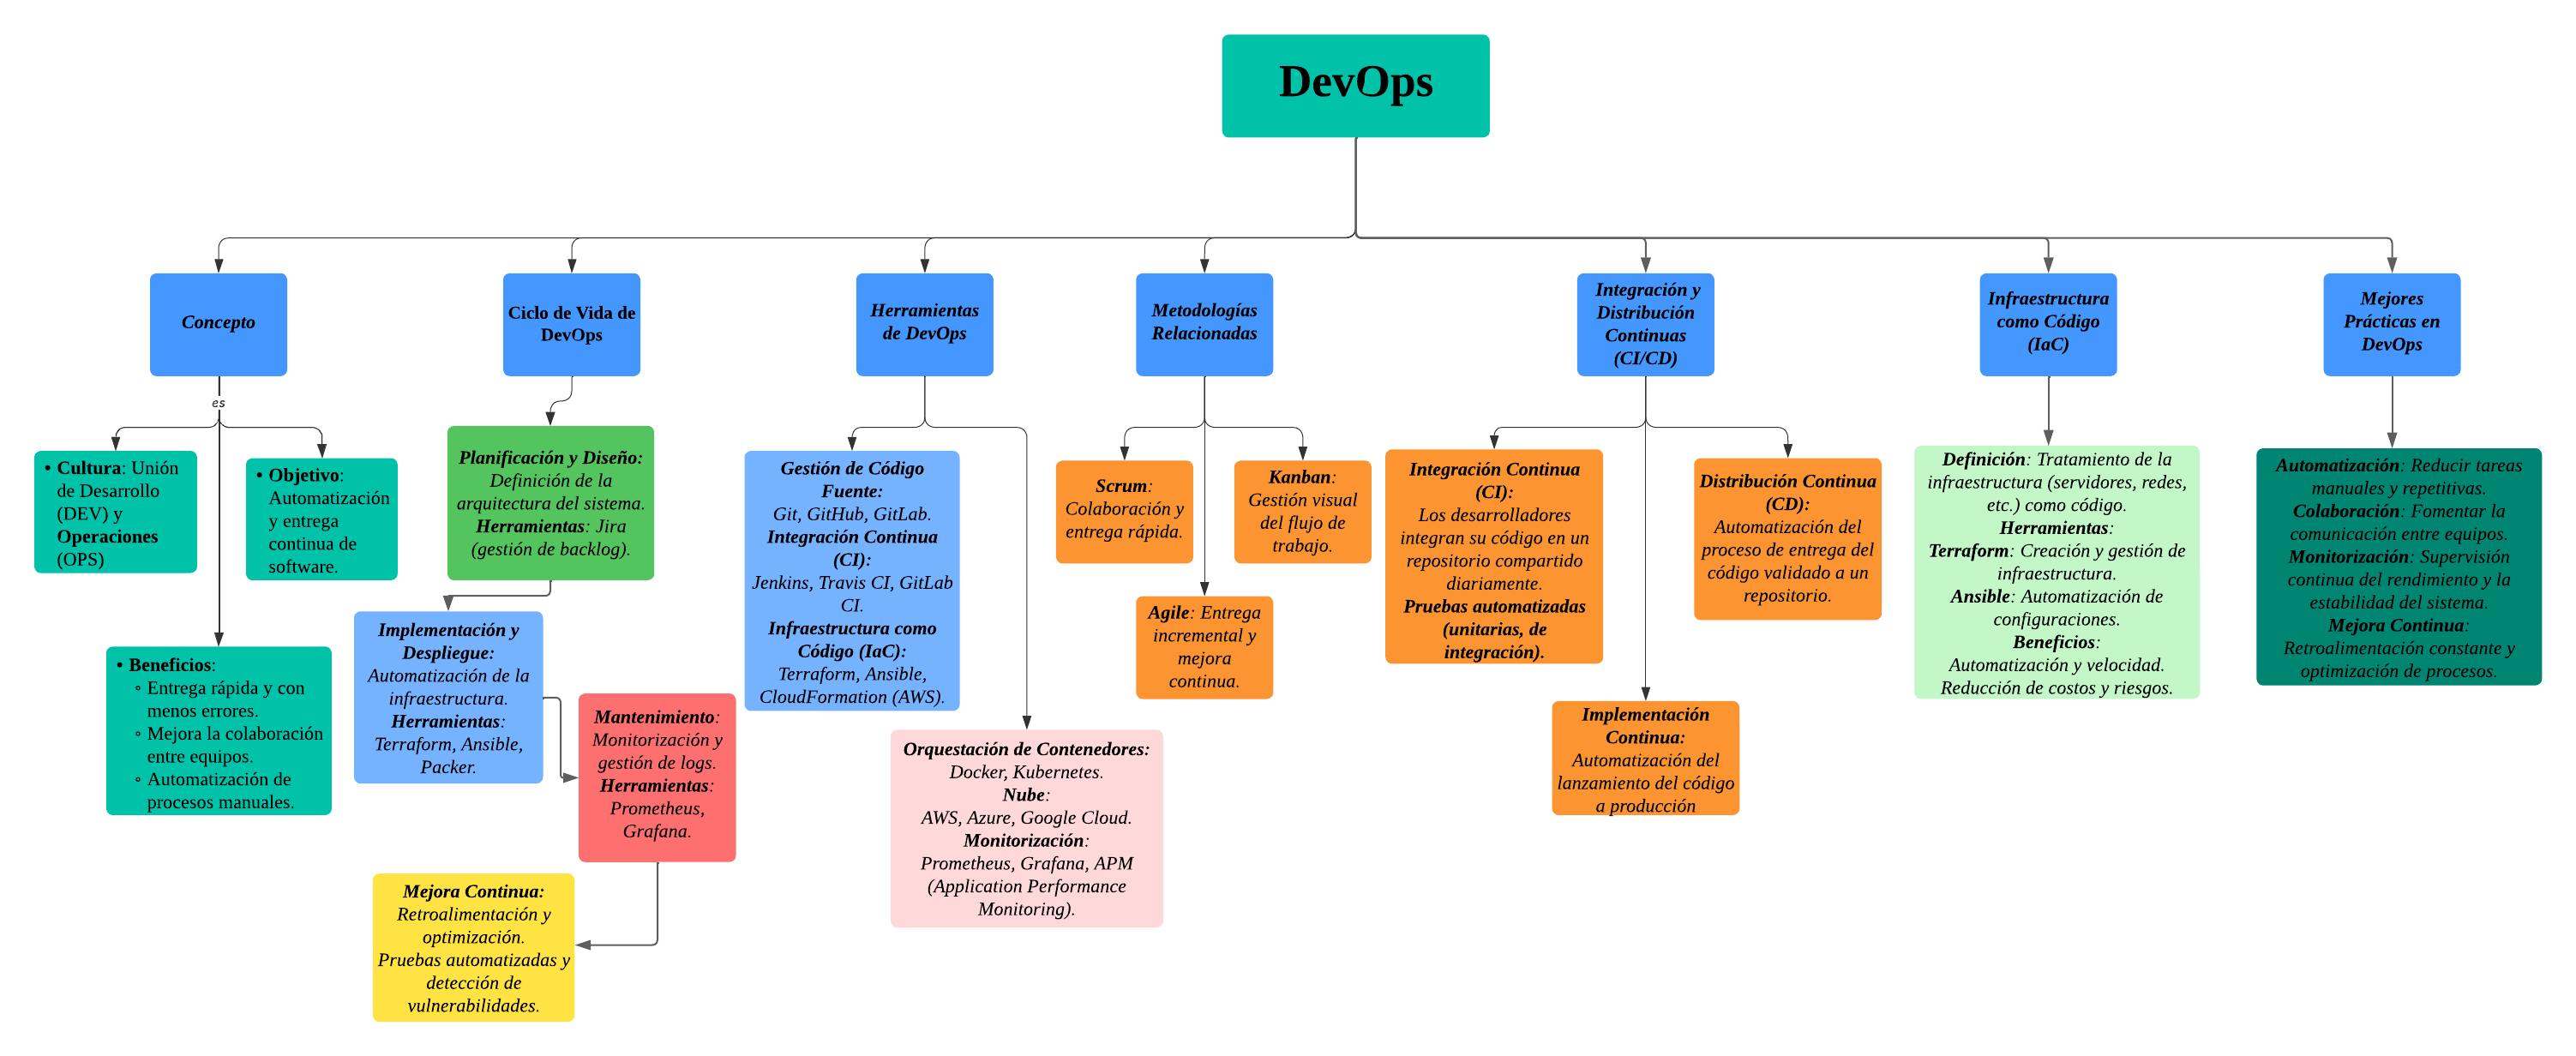 DevOps
Concepto
Ciclo de Vida de
DevOps
Herramientas
de DevOps
Metodologías
Relacionadas
Integración y
Distribución
Continuas
(CI/CD)
Infraestructura
como Código
(IaC)
Mejores
Prácticas en
DevOps
es
• Cultura: Unión
de Desarrollo
(DEV) y
Operaciones
(OPS)
• Objetivo:
Automatización
y entrega
continua de
software.
• Beneficios:
◦ Entrega rápida y con
menos errores.
◦ Mejora la colaboración
entre equipos.
◦ Automatización de
procesos manuales.
Planificación y Diseño:
Definición de la
arquitectura del sistema.
Herramientas: Jira
(gestión de backlog).
Implementación y
Despliegue:
Automatización de la
infraestructura.
Herramientas:
Terraform, Ansible,
Packer.
Mantenimiento:
Monitorización y
gestión de logs.
Herramientas:
Prometheus,
Grafana.
Mejora Continua:
Retroalimentación y
optimización.
Pruebas automatizadas y
detección de
vulnerabilidades.
Gestión de Código
Fuente:
Git, GitHub, GitLab.
Integración Continua
(CI):
Jenkins, Travis CI, GitLab
CI.
Infraestructura como
Código (IaC):
Terraform, Ansible,
CloudFormation (AWS).
Orquestación de Contenedores:
Docker, Kubernetes.
Nube:
AWS, Azure, Google Cloud.
Monitorización:
Prometheus, Grafana, APM
(Application Performance
Monitoring).
Scrum:
Colaboración y
entrega rápida.
Kanban:
Gestión visual
del flujo de
trabajo.
Agile: Entrega
incremental y
mejora
continua.
Integración Continua
(CI):
Los desarrolladores
integran su código en un
repositorio compartido
diariamente.
Pruebas automatizadas
(unitarias, de
integración).
Distribución Continua
(CD):
Automatización del
proceso de entrega del
código validado a un
repositorio.
Implementación
Continua:
Automatización del
lanzamiento del código
a producción
Definición: Tratamiento de la
infraestructura (servidores, redes,
etc.) como código.
Herramientas:
Terraform: Creación y gestión de
infraestructura.
Ansible: Automatización de
configuraciones.
Beneficios:
Automatización y velocidad.
Reducción de costos y riesgos.
Automatización: Reducir tareas
manuales y repetitivas.
Colaboración: Fomentar la
comunicación entre equipos.
Monitorización: Supervisión
continua del rendimiento y la
estabilidad del sistema.
Mejora Continua:
Retroalimentación constante y
optimización de procesos.